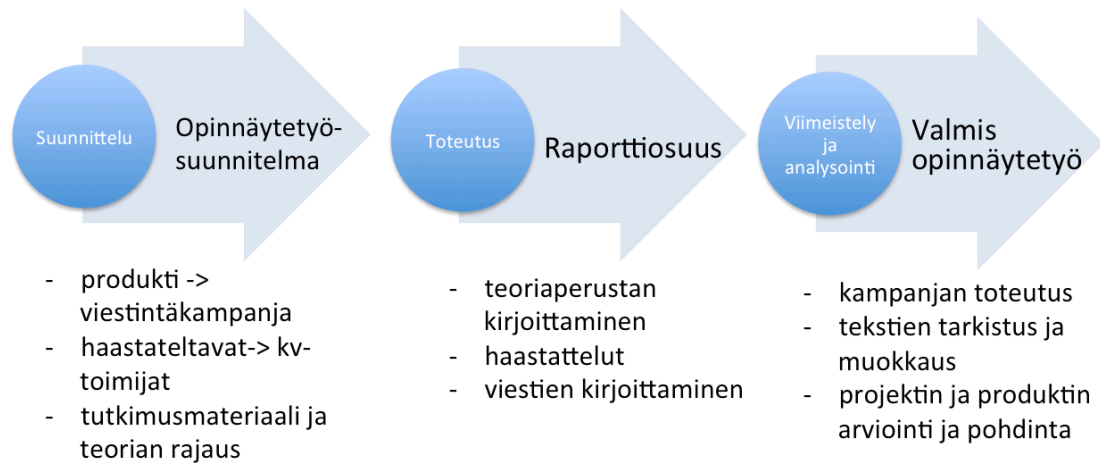 Suunnittelu
Opinnäytetyö-
suunnitelma
- produkti ->
viestintäkampanja
- haastateltavat-> kv-
toimijat
- tutkimusmateriaali ja
teorian rajaus
Toteutus
Raporttiosuus
- teoriaperustan
kirjoittaminen
- haastattelut
- viestien kirjoittaminen
Viimeistely
ja
analysointi
Valmis
opinnäytetyö
- kampanjan toteutus
- tekstien tarkistus ja
muokkaus
- projektin ja produktin
arviointi ja pohdinta